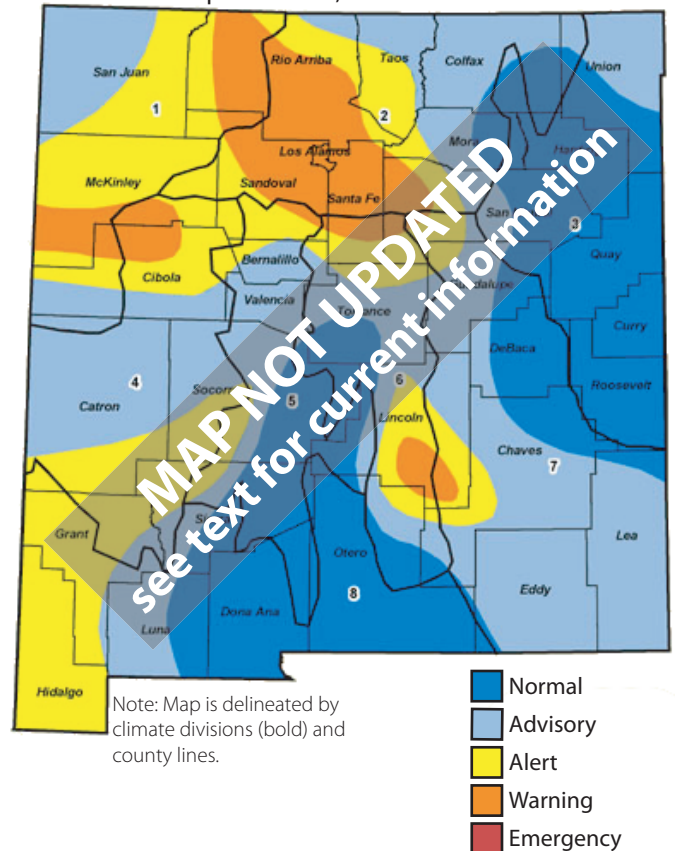 San Juan
Rio Arriba
Taos
Colfax
Union
1
2
Mora
Los Alamos
McKinley
Sandoval
Santa Fe
San
3
Bernalillo
Quay
Cibola
Valencia
Torrance
Guadalupe
Curry
DeBaca
4
6
Roosevelt
Catron
Socorro
5
Lincoln
Chaves
7
MAP NOT UPDATED
see text for current information
Grant
Lea
Otero
Eddy
8
Dona Ana
Luna
Hidalgo
Note: Map is delineated by
climate divisions (bold) and
county lines.
Normal
Advisory
Alert
Warning
Emergency